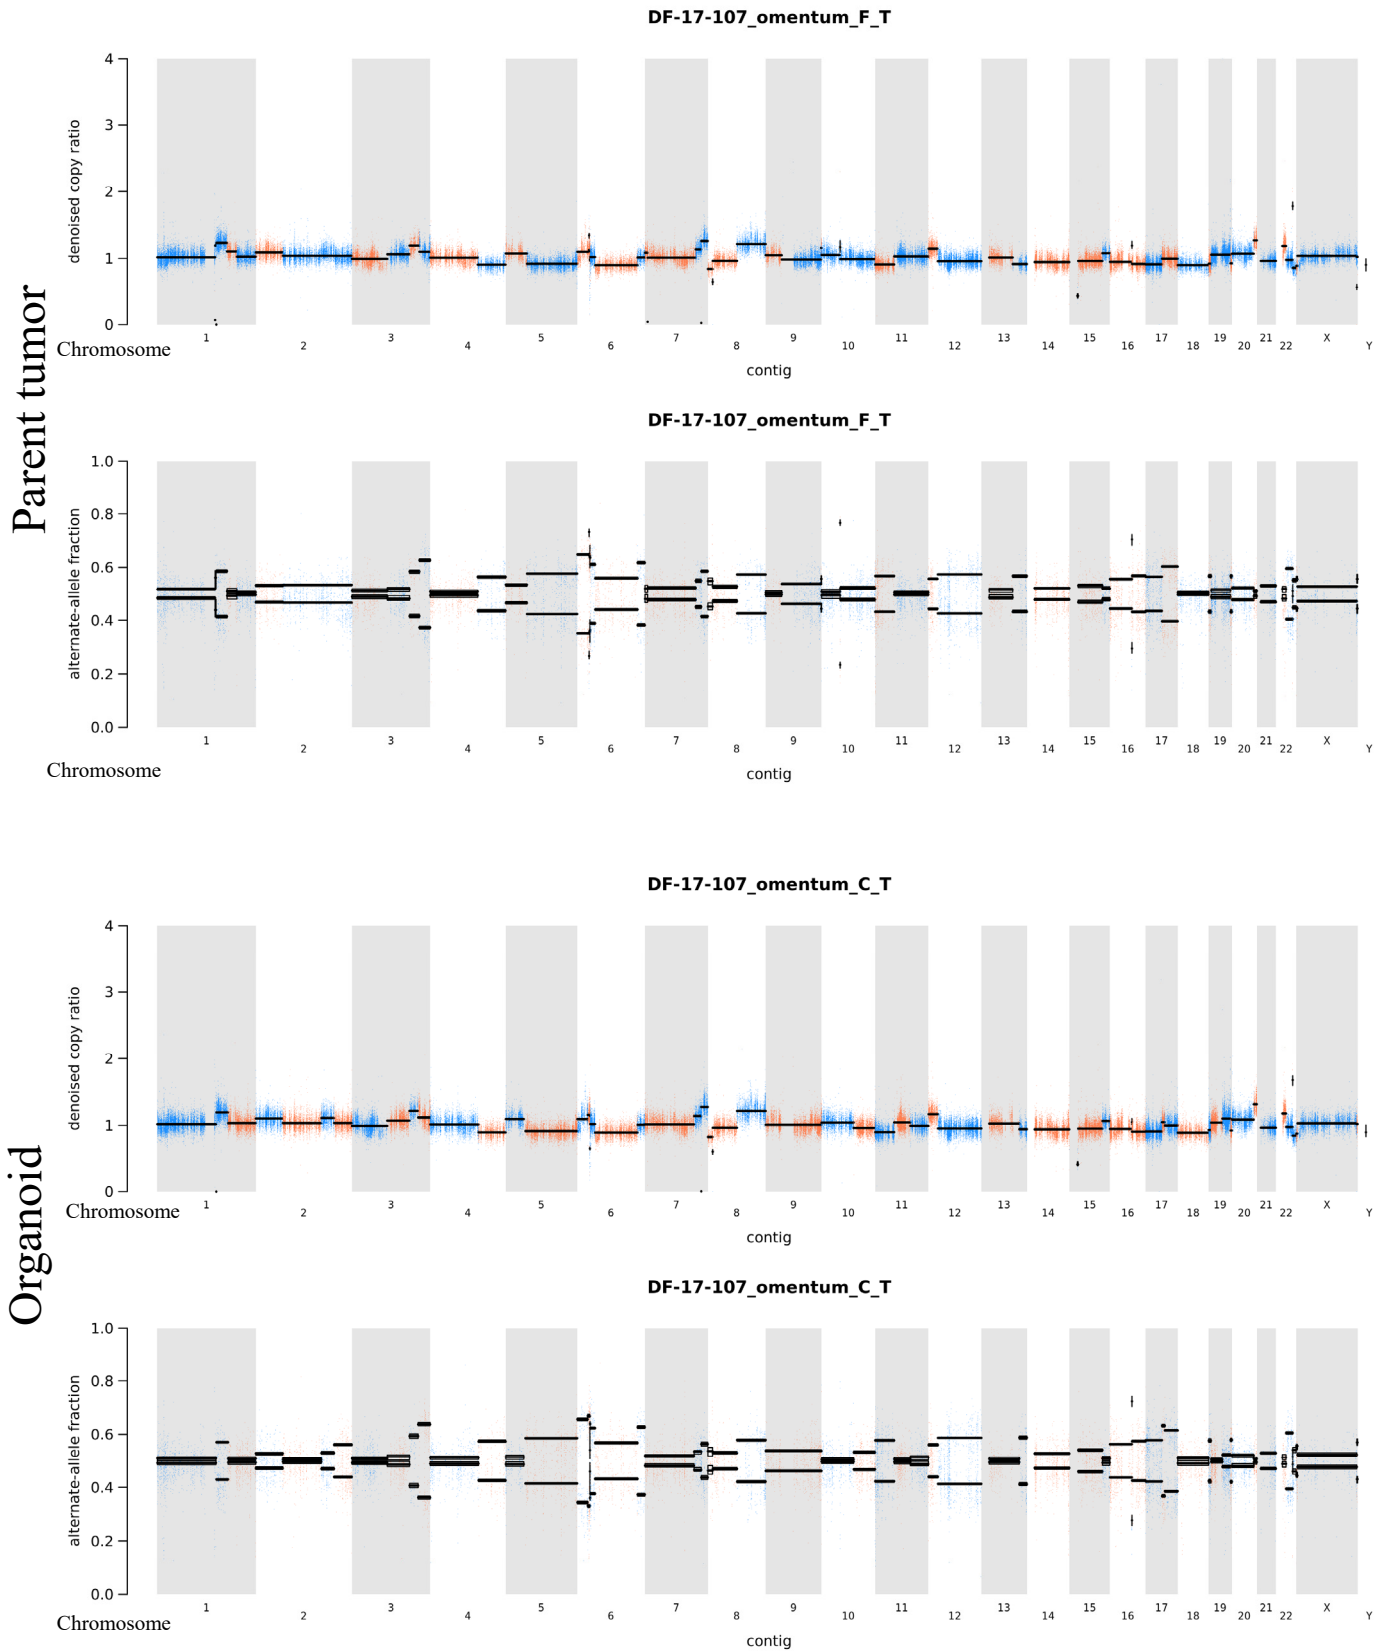 Parent tumor
DF-17-107_omentum_F_T
denoised copy ratio
4
3
2
1
0
Chromosome
1 2 3 4 5 6 7 8 9 10 11 12 13 14 15 16 17 18 19 20 21 22 X Y
contig
DF-17-107_omentum_F_T
alternate-allele fraction
1.0
0.8
0.6
0.4
0.2
0.0
1 2 3 4 5 6 7 8 9 10 11 12 13 14 15 16 17 18 19 20 21 22 X Y
Chromosome
contig
Organoid
DF-17-107_omentum_C_T
denoised copy ratio
4
3
2
1
0
Chromosome
1 2 3 4 5 6 7 8 9 10 11 12 13 14 15 16 17 18 19 20 21 22 X Y
contig
DF-17-107_omentum_C_T
alternate-allele fraction
1.0
0.8
0.6
0.4
0.2
0.0
1 2 3 4 5 6 7 8 9 10 11 12 13 14 15 16 17 18 19 20 21 22 X Y
Chromosome
contig